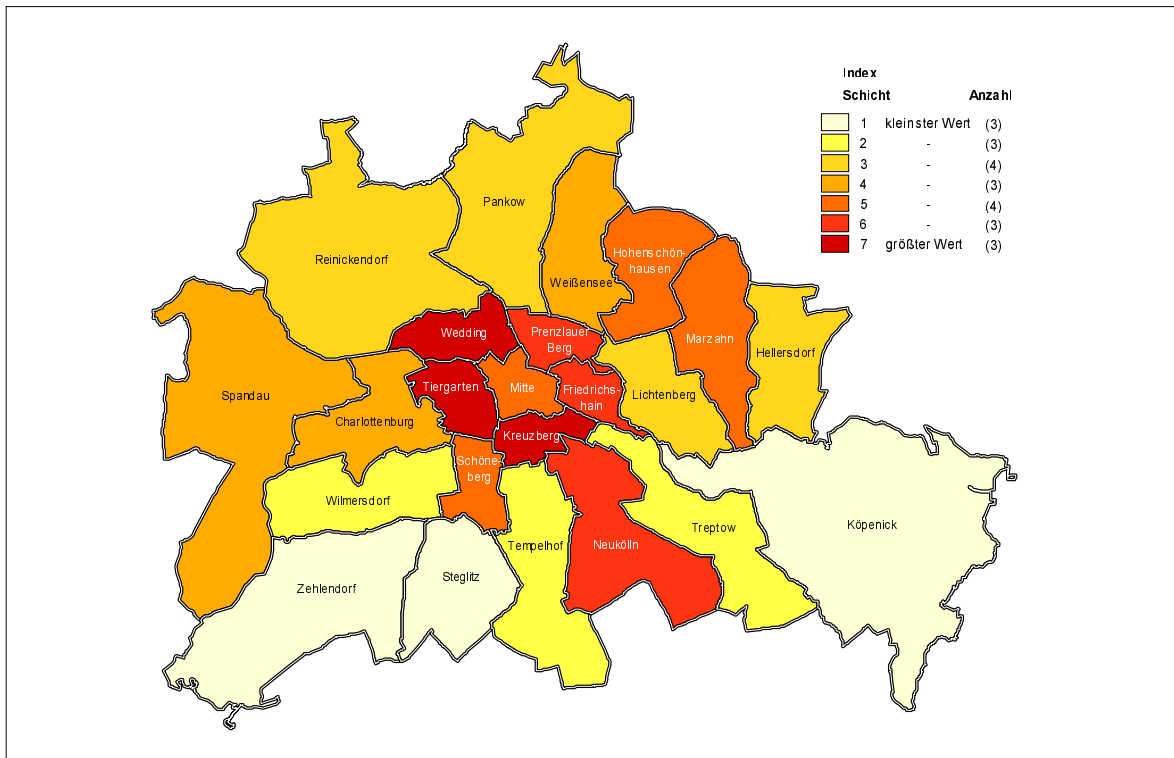 Index
Schicht Anzahl
1 kleinster Wert (3)
2 - (3)
3 - (4)
4 - (3)
5 - (4)
6 - (3)
7 größter Wert (3)
Pankow
Reinickendorf
Hohenschön-
hausen
Weißensee
Wedding
Prenzlauer
Berg
Marzahn
Hellersdorf
Spandau
Tiergarten
Mitte
Friedrichs-
hain
Lichtenberg
Charlottenburg
Kreuzberg
Schöne-
berg
Wilmersdorf
Tempelhof
Neukölln
Treptow
Köpenick
Zehlendorf
Steglitz